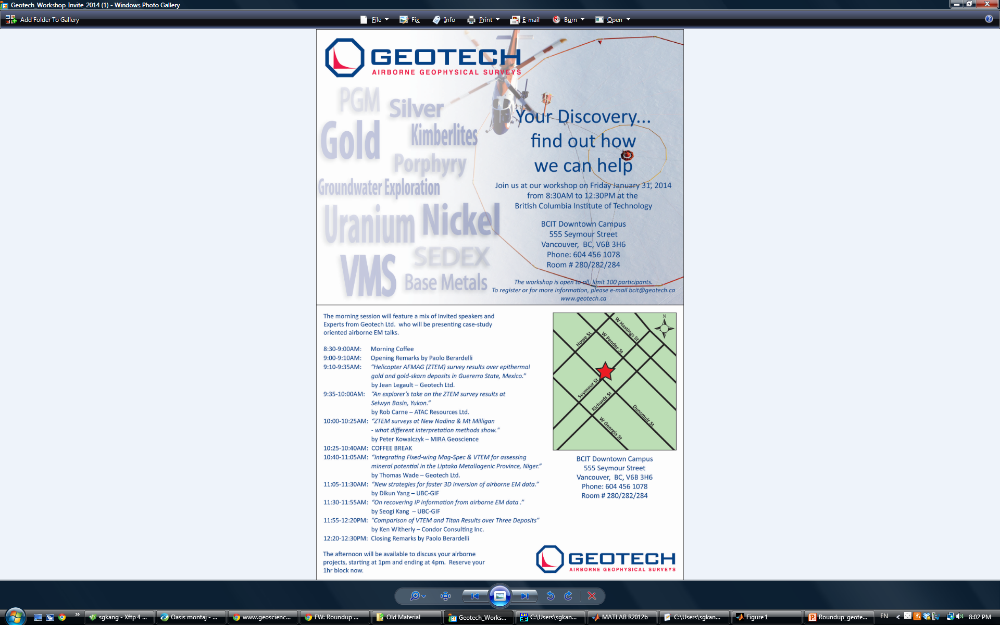 Geotech_Workshop_Invite_2014 (1) - Windows Photo Gallery
Add Folder To Gallery
File
Fix
Info
Print
E-mail
Burn
Open
GEOTECH
AIRBORNE GEOPHYSICAL SURVEYS
PGM
Silver
Gold
Kimberlites
Porphyry
Groundwater Exploration
Uranium
Nickel
SEDEX
VMS
Base Metals
Your Discovery...
find out how
we can help
Join us at our workshop on Friday January 31, 2014
from 8:30AM to 12:30PM at the
British Columbia Institute of Technology
BCIT Downtown Campus
555 Seymour Street
Vancouver, BC, V6B 3H6
Phone: 604 456 1078
Room # 280/282/284
The workshop is open to all, limit 100 participants.
To register or for more information, please e-mail bcit@geotech.ca
www.geotech.ca
The morning session will feature a mix of Invited speakers and
Experts from Geotech Ltd. who will be presenting case-study
oriented airborne EM talks.
8:30-9:00AM: Morning Coffee
9:00-9:10AM: Opening Remarks by Paolo Berardelli
9:10-9:35AM: “Helicopter AFMAG (ZTEM) survey results over epithermal
gold and gold-skarn deposits in Guererro State, Mexico.”
by Jean Legault – Geotech Ltd.
9:35-10:00AM: “An explorer’s take on the ZTEM survey results at
Selwyn Basin, Yukon.”
by Rob Carne – ATAC Resources Ltd.
10:00-10:25AM: “ZTEM surveys at New Nadina & Mt Milligan
- what different interpretation methods show."
by Peter Kowalczyk – MIRA Geoscience
10:25-10:40AM: COFFEE BREAK
10:40-11:05AM: “Integrating Fixed-wing Mag-Spec & VTEM for assessing
mineral potential in the Liptako Metallogenic Province, Niger.”
by Thomas Wade – Geotech Ltd.
11:05-11:30AM: “New strategies for faster 3D inversion of airborne EM data.”
by Dikun Yang – UBC-GIF
11:30-11:55AM: “On recovering IP information from airborne EM data .”
by Seogi Kang – UBC-GIF
11:55-12:20PM: “Comparison of VTEM and Titan Results over Three Deposits”
by Ken Witherly – Condor Consulting Inc.
12:20-12:30PM: Closing Remarks by Paolo Berardelli
The afternoon will be available to discuss your airborne
projects, starting at 1pm and ending at 4pm. Reserve your
1hr block now.
N
W Hastings St
Howe St
W Pender St
Seymour St
Richards St
Dunsmuir St
W Georgia St
BCIT Downtown Campus
555 Seymour Street
Vancouver, BC, V6B 3H6
Phone: 604 456 1078
Room # 280/282/284
GEOTECH
AIRBORNE GEOPHYSICAL SURVEYS
sgkang - Xftp 4 ...
Oasis montaj - ...
www.geoscienc...
FW: Roundup ...
Old Material
Geotech_Works...
C:\Users\sgkan...
MATLAB R2012b
C:\Users\sgkan...
Figure 1
Roundup_geote...
EN
8:02 PM